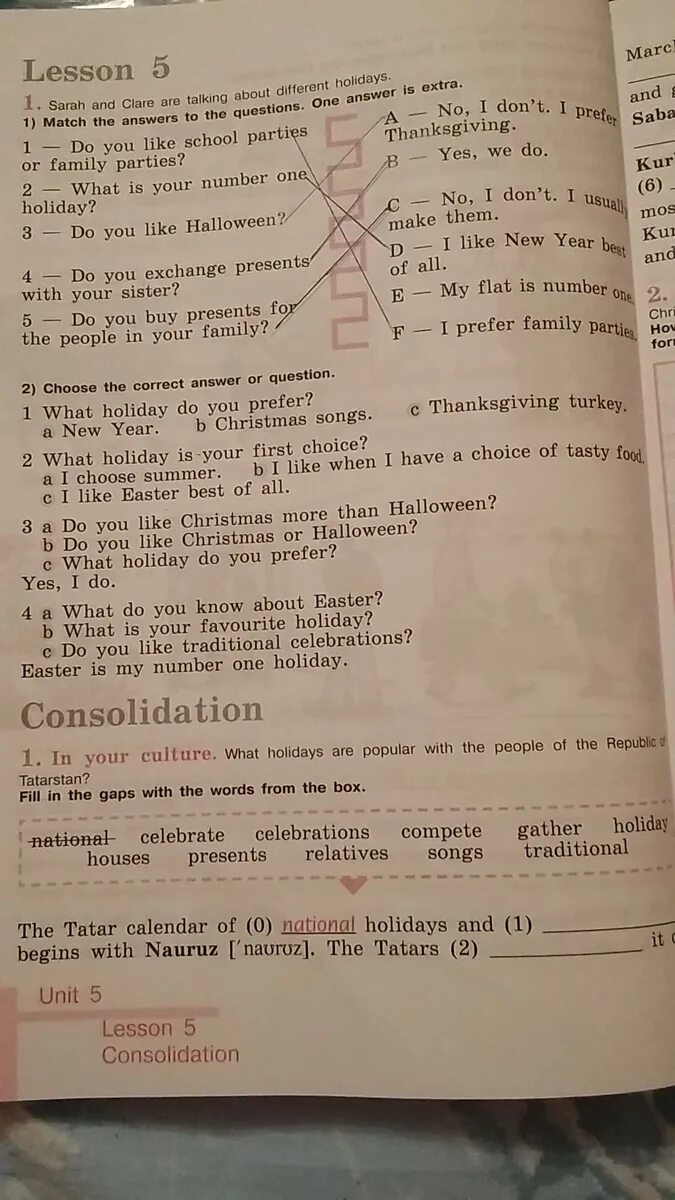 Lesson 5
1. Sarah and Clare are talking about different holidays.
1) Match the answers to the questions. One answer is extra.
1 — Do you like school parties
or family parties?
2 — What is your number one
holiday?
3 — Do you like Halloween?
4 — Do you exchange presents
with your sister?
5 — Do you buy presents for
the people in your family?
A — No, I don't. I prefer
Thanksgiving.
B — Yes, we do.
C — No, I don't. I usually
make them.
D — I like New Year best
of all.
E — My flat is number one.
F — I prefer family parties.
2) Choose the correct answer or question.
1 What holiday do you prefer?
a New Year. b Christmas songs. c Thanksgiving turkey.
2 What holiday is your first choice?
a I choose summer. b I like when I have a choice of tasty food.
c I like Easter best of all.
3 a Do you like Christmas more than Halloween?
b Do you like Christmas or Halloween?
c What holiday do you prefer?
Yes, I do.
4 a What do you know about Easter?
b What is your favourite holiday?
c Do you like traditional celebrations?
Easter is my number one holiday.
Consolidation
1. In your culture. What holidays are popular with the people of the Republic of
Tatarstan?
Fill in the gaps with the words from the box.
national celebrate celebrations compete gather holiday
houses presents relatives songs traditional
The Tatar calendar of (0) national holidays and (1)
begins with Nauruz ['naʊrʊz]. The Tatars (2) it
Unit 5
Lesson 5
Consolidation
and
(6)
and
2.